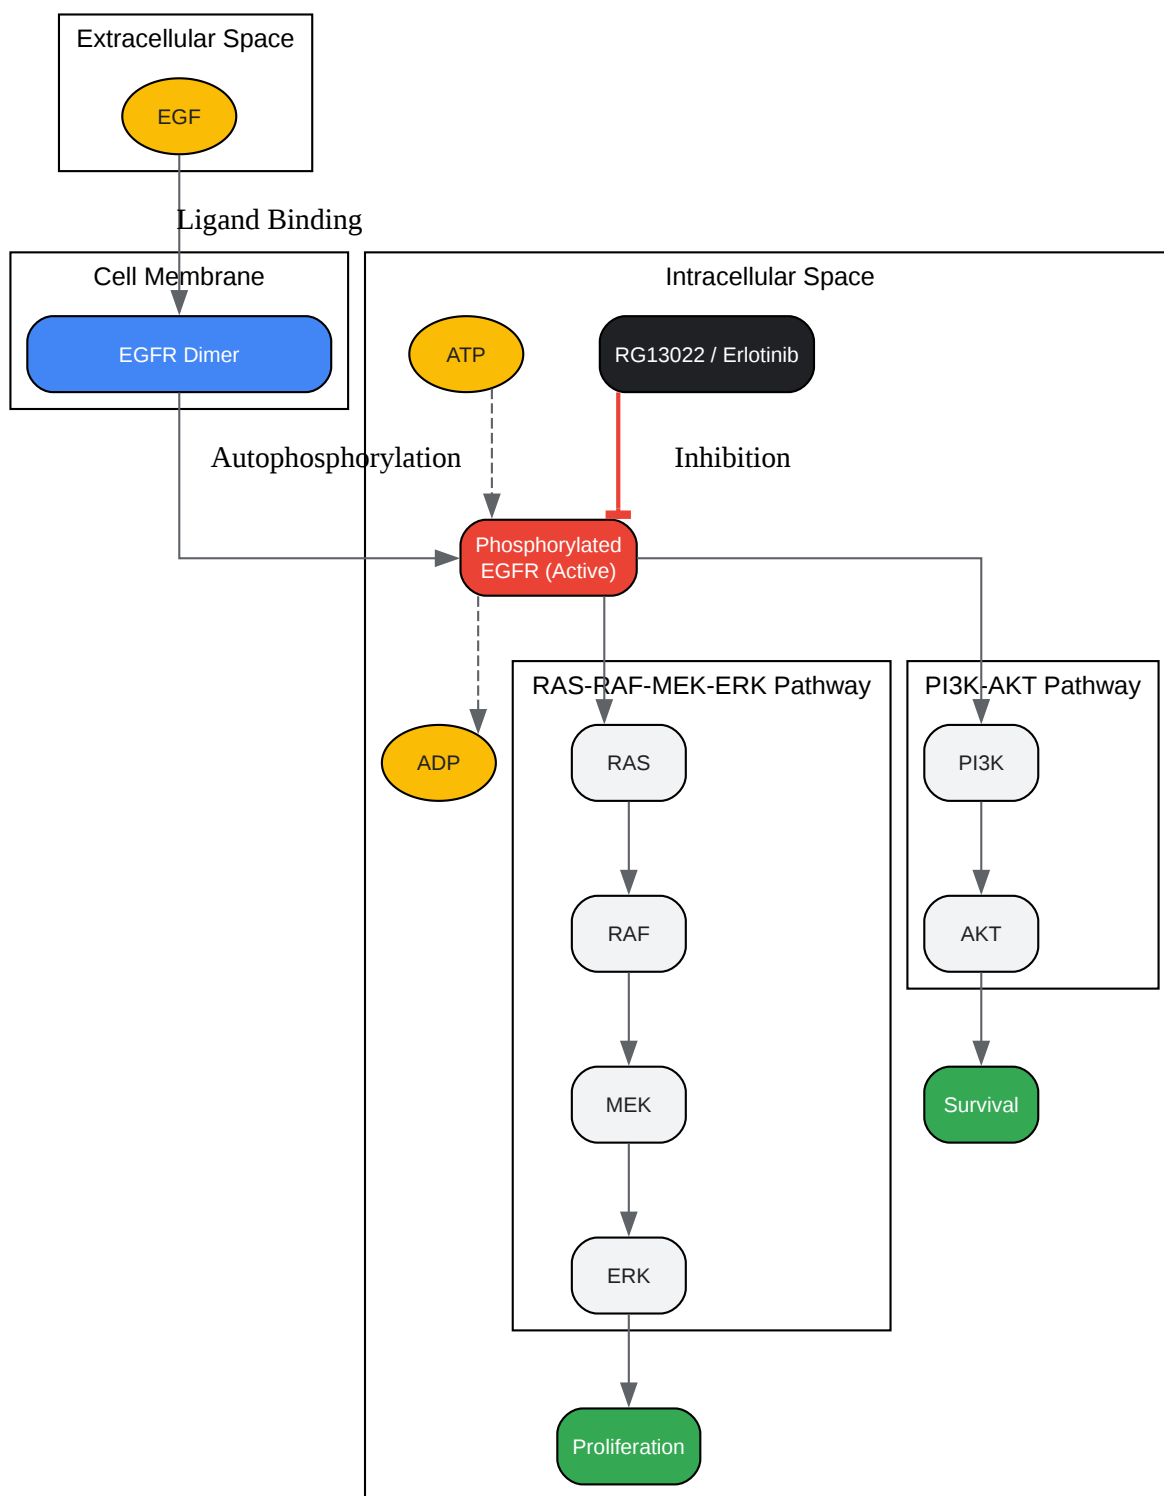 Extracellular Space
EGF
Ligand Binding
Cell Membrane
EGFR Dimer
Intracellular Space
ATP
RG13022 / Erlotinib
Autophosphorylation
Inhibition
Phosphorylated
EGFR (Active)
RAS-RAF-MEK-ERK Pathway
PI3K-AKT Pathway
ADP
RAS
PI3K
RAF
AKT
MEK
Survival
ERK
Proliferation